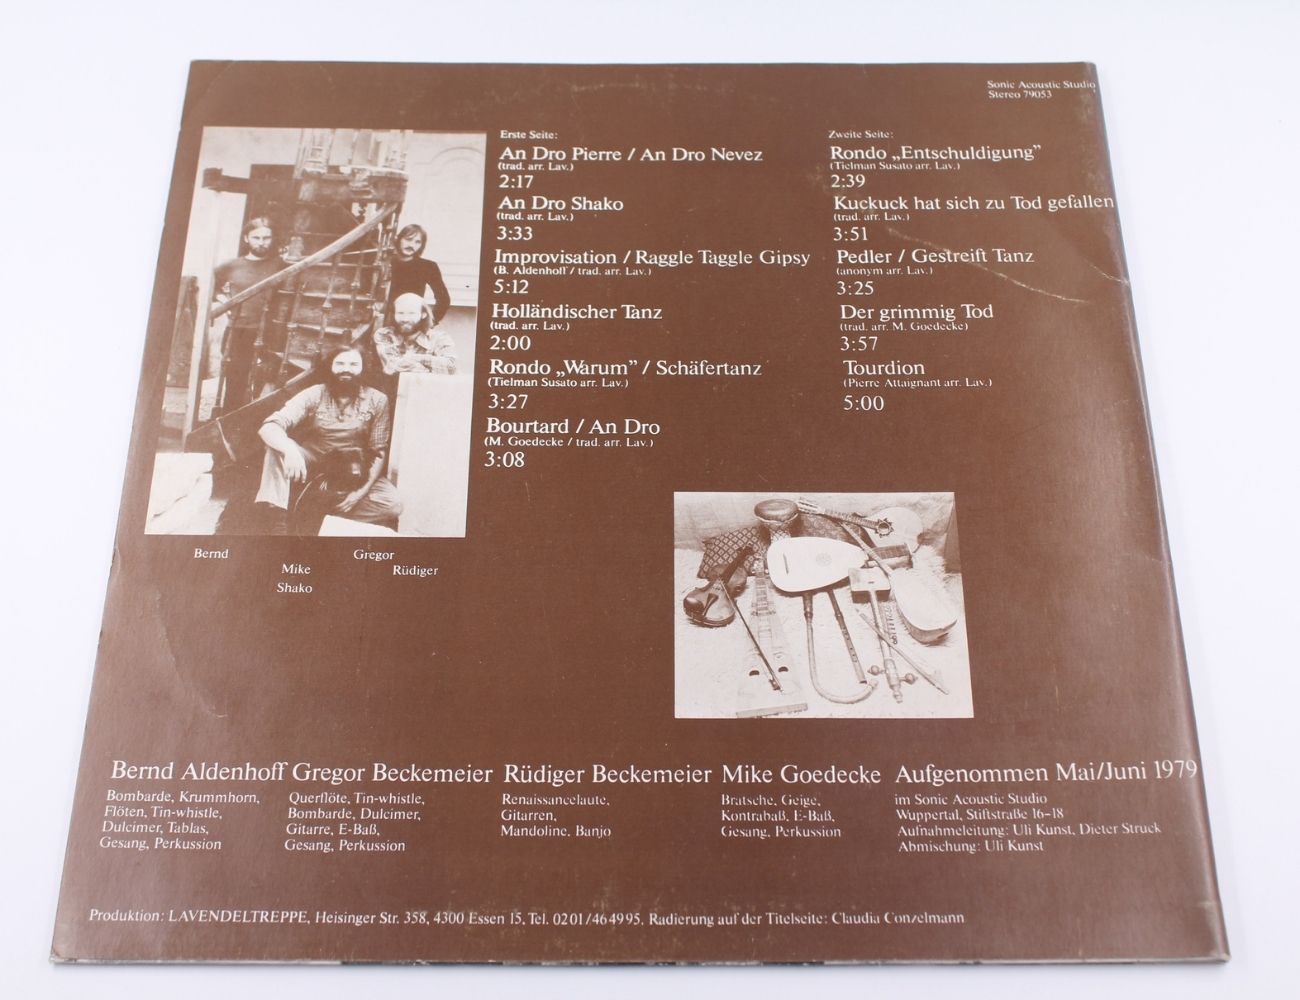 Sonic Acoustic Studio
Stereo 79053
Erste Seite:
An Dro Pierre / An Dro Nevez
(trad. arr. Lav.)
2:17
An Dro Shako
(trad. arr. Lav.)
3:33
Improvisation / Raggle Taggle Gipsy
(B. Aldenhoff / trad. arr. Lav.)
5:12
Holländischer Tanz
(trad. arr. Lav.)
2:00
Rondo „Warum” / Schäfertanz
(Tielman Susato arr. Lav.)
3:27
Bourtard / An Dro
(M. Goedecke / trad. arr. Lav.)
3:08
Zweite Seite:
Rondo „Entschuldigung”
(Tielman Susato arr. Lav.)
2:39
Kuckuck hat sich zu Tod gefallen
(trad. arr. Lav.)
3:51
Pedler / Gestreift Tanz
(anonym arr. Lav.)
3:25
Der grimmig Tod
(trad. arr. M. Goedecke)
3:57
Tourdion
(Pierre Attaignant arr. Lav.)
5:00
Bernd
Gregor
Mike
Rüdiger
Shako
Bernd Aldenhoff
Bombarde, Krummhorn,
Flöten, Tin-whistle,
Dulcimer, Tablas,
Gesang, Perkussion
Gregor Beckemeier
Querflöte, Tin-whistle,
Bombarde, Dulcimer,
Gitarre, E-Baß,
Gesang, Perkussion
Rüdiger Beckemeier
Renaissancelaute,
Gitarren,
Mandoline, Banjo
Mike Goedecke
Bratsche, Geige,
Kontrabaß, E-Baß,
Gesang, Perkussion
Aufgenommen Mai/Juni 1979
im Sonic Acoustic Studio
Wuppertal, Stiftstraße 16-18
Aufnahmeleitung: Uli Kunst, Dieter Struck
Abmischung: Uli Kunst
Produktion: LAVENDELTREPPE, Heisinger Str. 358, 4300 Essen 15, Tel. 0201/464995, Radierung auf der Titelseite: Claudia Conzelmann